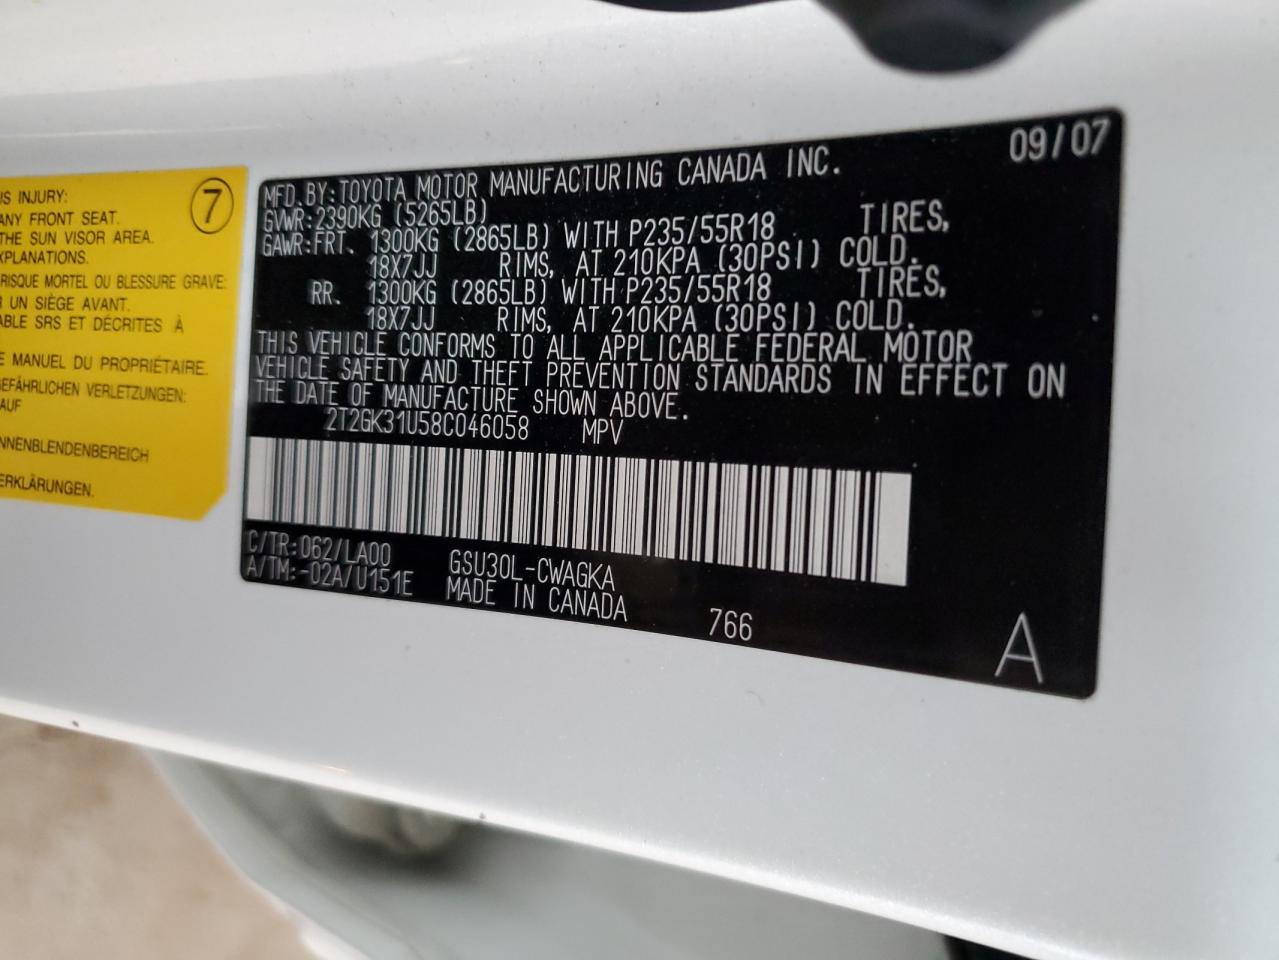 IS INJURY:
ANY FRONT SEAT.
THE SUN VISOR AREA.
XPLANATIONS.
RISQUE MORTEL OU BLESSURE GRAVE:
R UN SIÈGE AVANT.
ABLE SRS ET DÉCRITES À
E MANUEL DU PROPRIÉTAIRE.
GEFÄHRLICHEN VERLETZUNGEN:
AUF
NNENBLENDENBEREICH
ERKLÄRUNGEN.
7
09/07
MFD.BY:TOYOTA MOTOR MANUFACTURING CANADA INC.
GVWR:2390KG (5265LB)
GAWR:FRT. 1300KG (2865LB) WITH P235/55R18 TIRES,
18X7JJ RIMS, AT 210KPA (30PSI) COLD.
RR. 1300KG (2865LB) WITH P235/55R18 TIRES,
18X7JJ RIMS, AT 210KPA (30PSI) COLD.
THIS VEHICLE CONFORMS TO ALL APPLICABLE FEDERAL MOTOR
VEHICLE SAFETY AND THEFT PREVENTION STANDARDS IN EFFECT ON
THE DATE OF MANUFACTURE SHOWN ABOVE.
2T2GK31U58C046058 MPV
C/TR:062/LA00 GSU30L-CWAGKA
A/TM:-02A/U151E MADE IN CANADA 766
A